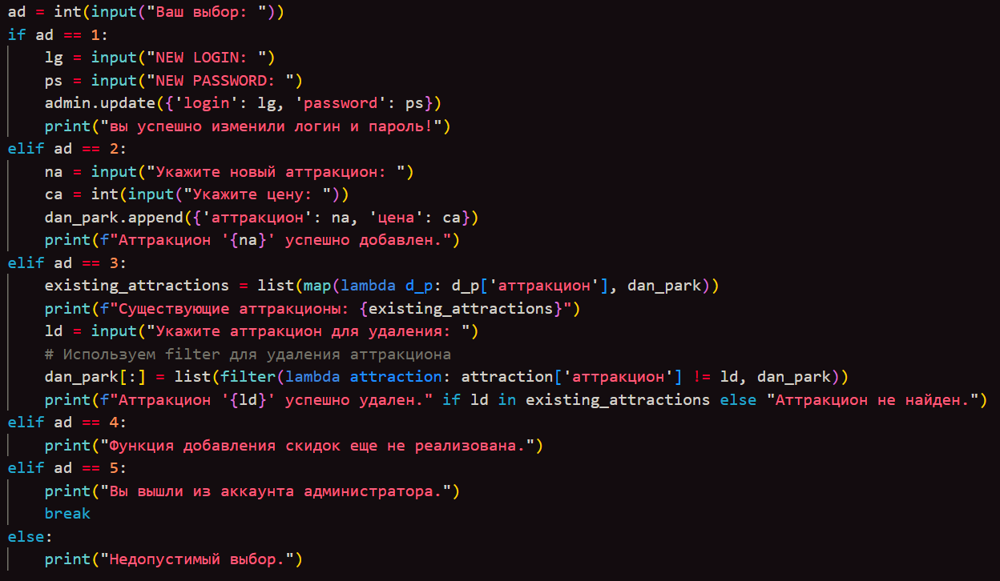 ad = int(input("Ваш выбор: "))
if ad == 1:
    lg = input("NEW LOGIN: ")
    ps = input("NEW PASSWORD: ")
    admin.update({'login': lg, 'password': ps})
    print("вы успешно изменили логин и пароль!")
elif ad == 2:
    na = input("Укажите новый аттракцион: ")
    ca = int(input("Укажите цену: "))
    dan_park.append({'аттракцион': na, 'цена': ca})
    print(f"Аттракцион '{na}' успешно добавлен.")
elif ad == 3:
    existing_attractions = list(map(lambda d_p: d_p['аттракцион'], dan_park))
    print(f"Существующие аттракционы: {existing_attractions}")
    ld = input("Укажите аттракцион для удаления: ")
    # Используем filter для удаления аттракциона
    dan_park[:] = list(filter(lambda attraction: attraction['аттракцион'] != ld, dan_park))
    print(f"Аттракцион '{ld}' успешно удален." if ld in existing_attractions else "Аттракцион не найден.")
elif ad == 4:
    print("Функция добавления скидок еще не реализована.")
elif ad == 5:
    print("Вы вышли из аккаунта администратора.")
    break
else:
    print("Недопустимый выбор.")